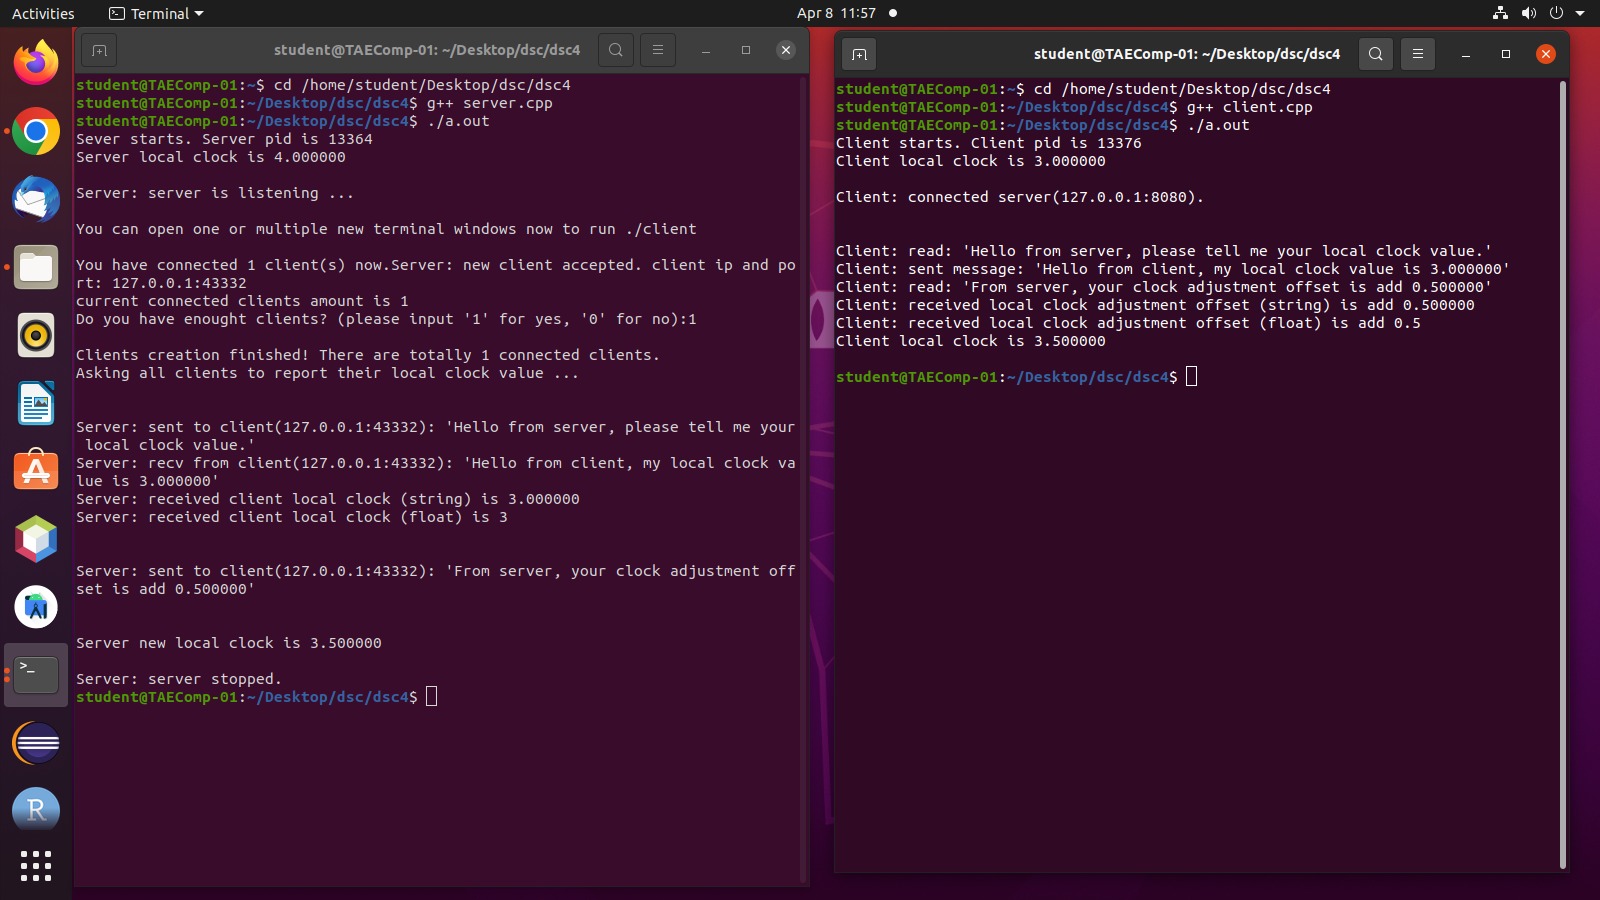 Activities
Terminal
Apr 8 11:57
student@TAEComp-01: ~/Desktop/dsc/dsc4
student@TAEComp-01:~$ cd /home/student/Desktop/dsc/dsc4
student@TAEComp-01:~/Desktop/dsc/dsc4$ g++ server.cpp
student@TAEComp-01:~/Desktop/dsc/dsc4$ ./a.out
Sever starts. Server pid is 13364
Server local clock is 4.000000
Server: server is listening ...
You can open one or multiple new terminal windows now to run ./client
You have connected 1 client(s) now.Server: new client accepted. client ip and po
rt: 127.0.0.1:43332
current connected clients amount is 1
Do you have enought clients? (please input '1' for yes, '0' for no):1
Clients creation finished! There are totally 1 connected clients.
Asking all clients to report their local clock value ...
Server: sent to client(127.0.0.1:43332): 'Hello from server, please tell me your
 local clock value.'
Server: recv from client(127.0.0.1:43332): 'Hello from client, my local clock va
lue is 3.000000'
Server: received client local clock (string) is 3.000000
Server: received client local clock (float) is 3
Server: sent to client(127.0.0.1:43332): 'From server, your clock adjustment off
set is add 0.500000'
Server new local clock is 3.500000
Server: server stopped.
student@TAEComp-01:~/Desktop/dsc/dsc4$
student@TAEComp-01: ~/Desktop/dsc/dsc4
student@TAEComp-01:~$ cd /home/student/Desktop/dsc/dsc4
student@TAEComp-01:~/Desktop/dsc/dsc4$ g++ client.cpp
student@TAEComp-01:~/Desktop/dsc/dsc4$ ./a.out
Client starts. Client pid is 13376
Client local clock is 3.000000
Client: connected server(127.0.0.1:8080).
Client: read: 'Hello from server, please tell me your local clock value.'
Client: sent message: 'Hello from client, my local clock value is 3.000000'
Client: read: 'From server, your clock adjustment offset is add 0.500000'
Client: received local clock adjustment offset (string) is add 0.500000
Client: received local clock adjustment offset (float) is add 0.5
Client local clock is 3.500000
student@TAEComp-01:~/Desktop/dsc/dsc4$